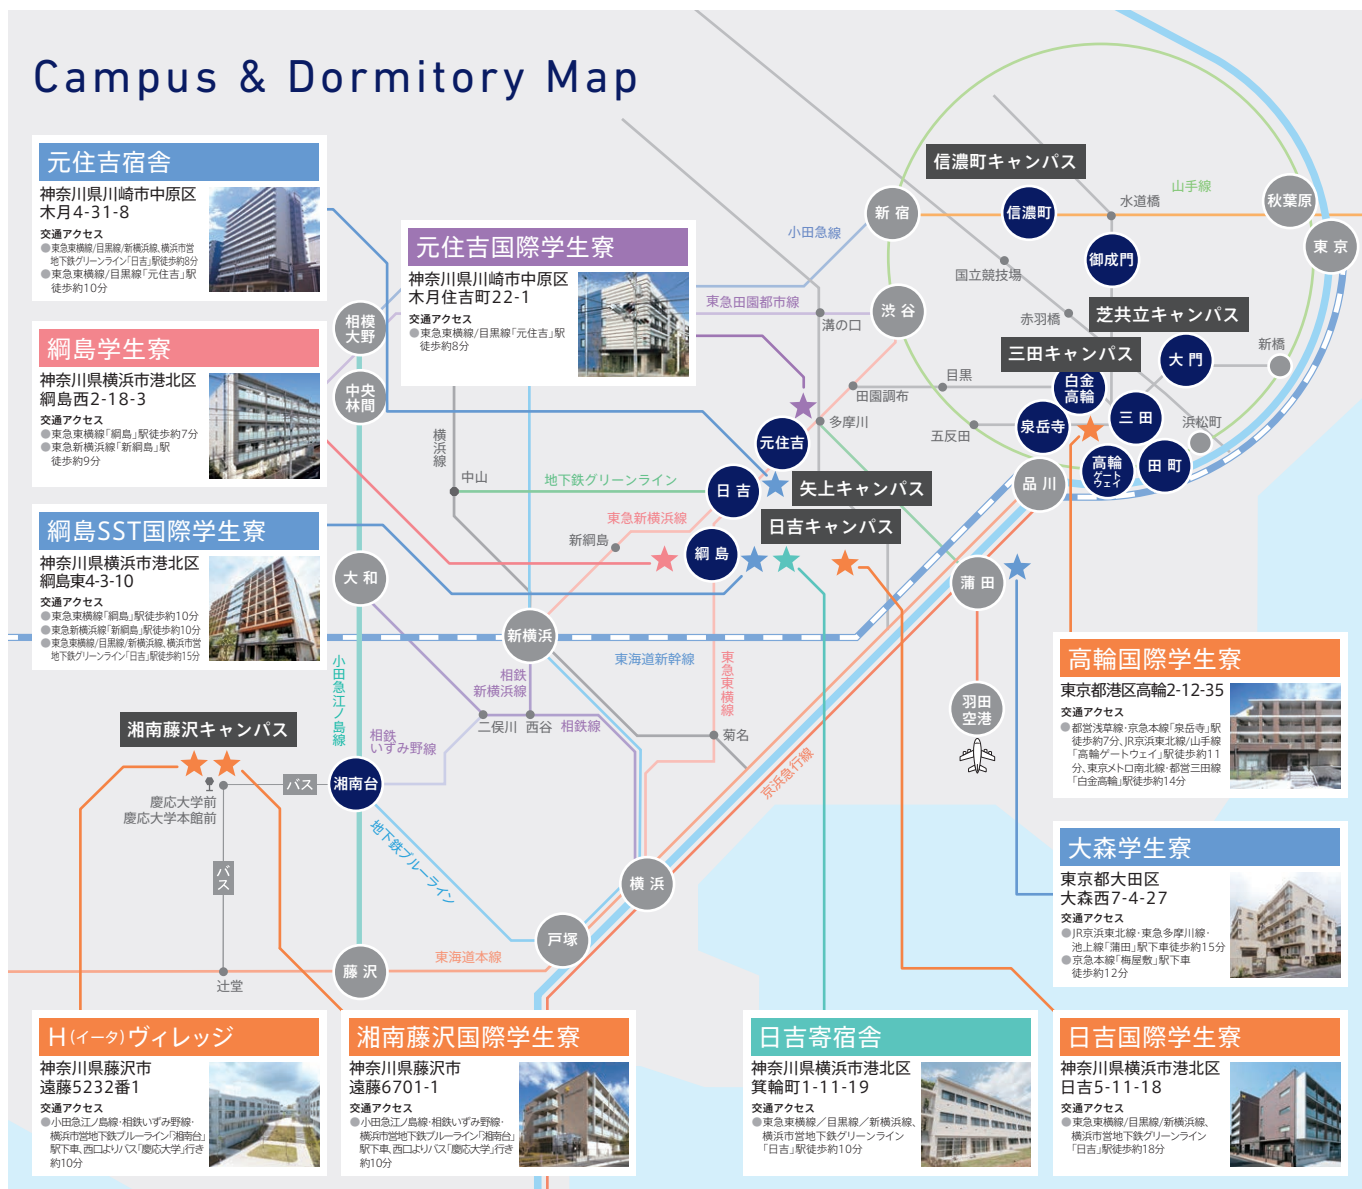 Campus & Dormitory Map
元住吉宿舎
神奈川県川崎市中原区
木月4-31-8
交通アクセス
●東急東横線/目黒線/新横浜線、横浜市営
地下鉄グリーンライン「日吉」駅徒歩約8分
●東急東横線/目黒線「元住吉」駅
徒歩約10分
綱島学生寮
神奈川県横浜市港北区
綱島西2-18-3
交通アクセス
●東急東横線「綱島」駅徒歩約7分
●東急新横浜線「新綱島」駅
徒歩約9分
綱島SST国際学生寮
神奈川県横浜市港北区
綱島東4-3-10
交通アクセス
●東急東横線「綱島」駅徒歩約10分
●東急新横浜線「新綱島」駅徒歩約10分
●東急東横線/目黒線/新横浜線、横浜市営
地下鉄グリーンライン「日吉」駅徒歩約15分
元住吉国際学生寮
神奈川県川崎市中原区
木月住吉町22-1
交通アクセス
●東急東横線/目黒線「元住吉」駅
徒歩約8分
信濃町キャンパス
新宿
信濃町
水道橋
山手線
秋葉原
東京
小田急線
御成門
国立競技場
東急田園都市線
溝の口
渋谷
赤羽橋
芝共立キャンパス
三田キャンパス
大門
新橋
相模
大野
中央
林間
目黒
田園調布
白金
高輪
多摩川
五反田
泉岳寺
三田
浜松町
元住吉
横浜線
中山
地下鉄グリーンライン
日吉
矢上キャンパス
品川
高輪
ゲート
ウェイ
田町
東急新横浜線
日吉キャンパス
新綱島
綱島
大和
蒲田
新横浜
東海道新幹線
東急東横線
小田急江ノ島線
相鉄
新横浜線
二俣川
西谷
相鉄線
菊名
羽田
空港
京浜急行線
湘南藤沢キャンパス
相鉄
いずみ野線
湘南台
バス
慶応大学前
慶応大学本館前
バス
地下鉄ブルーライン
横浜
戸塚
東海道本線
藤沢
辻堂
高輪国際学生寮
東京都港区高輪2-12-35
交通アクセス
●都営浅草線・京急本線「泉岳寺」駅
徒歩約7分、JR京浜東北線/山手線
「高輪ゲートウェイ」駅徒歩約11
分、東京メトロ南北線・都営三田線
「白金高輪」駅徒歩約14分
大森学生寮
東京都大田区
大森西7-4-27
交通アクセス
●JR京浜東北線・東急多摩川線・
池上線「蒲田」駅下車徒歩約15分
●京急本線「梅屋敷」駅下車
徒歩約12分
H(イータ)ヴィレッジ
神奈川県藤沢市
遠藤5232番1
交通アクセス
●小田急江ノ島線・相鉄いずみ野線・
横浜市営地下鉄ブルーライン「湘南台」
駅下車、西口よりバス「慶応大学」行き
約10分
湘南藤沢国際学生寮
神奈川県藤沢市
遠藤6701-1
交通アクセス
●小田急江ノ島線・相鉄いずみ野線・
横浜市営地下鉄ブルーライン「湘南台」
駅下車、西口よりバス「慶応大学」行き
約10分
日吉寄宿舎
神奈川県横浜市港北区
箕輪町1-11-19
交通アクセス
●東急東横線／目黒線／新横浜線、
横浜市営地下鉄グリーンライン
「日吉」駅徒歩約10分
日吉国際学生寮
神奈川県横浜市港北区
日吉5-11-18
交通アクセス
●東急東横線/目黒線/新横浜線、
横浜市営地下鉄グリーンライン
「日吉」駅徒歩約18分